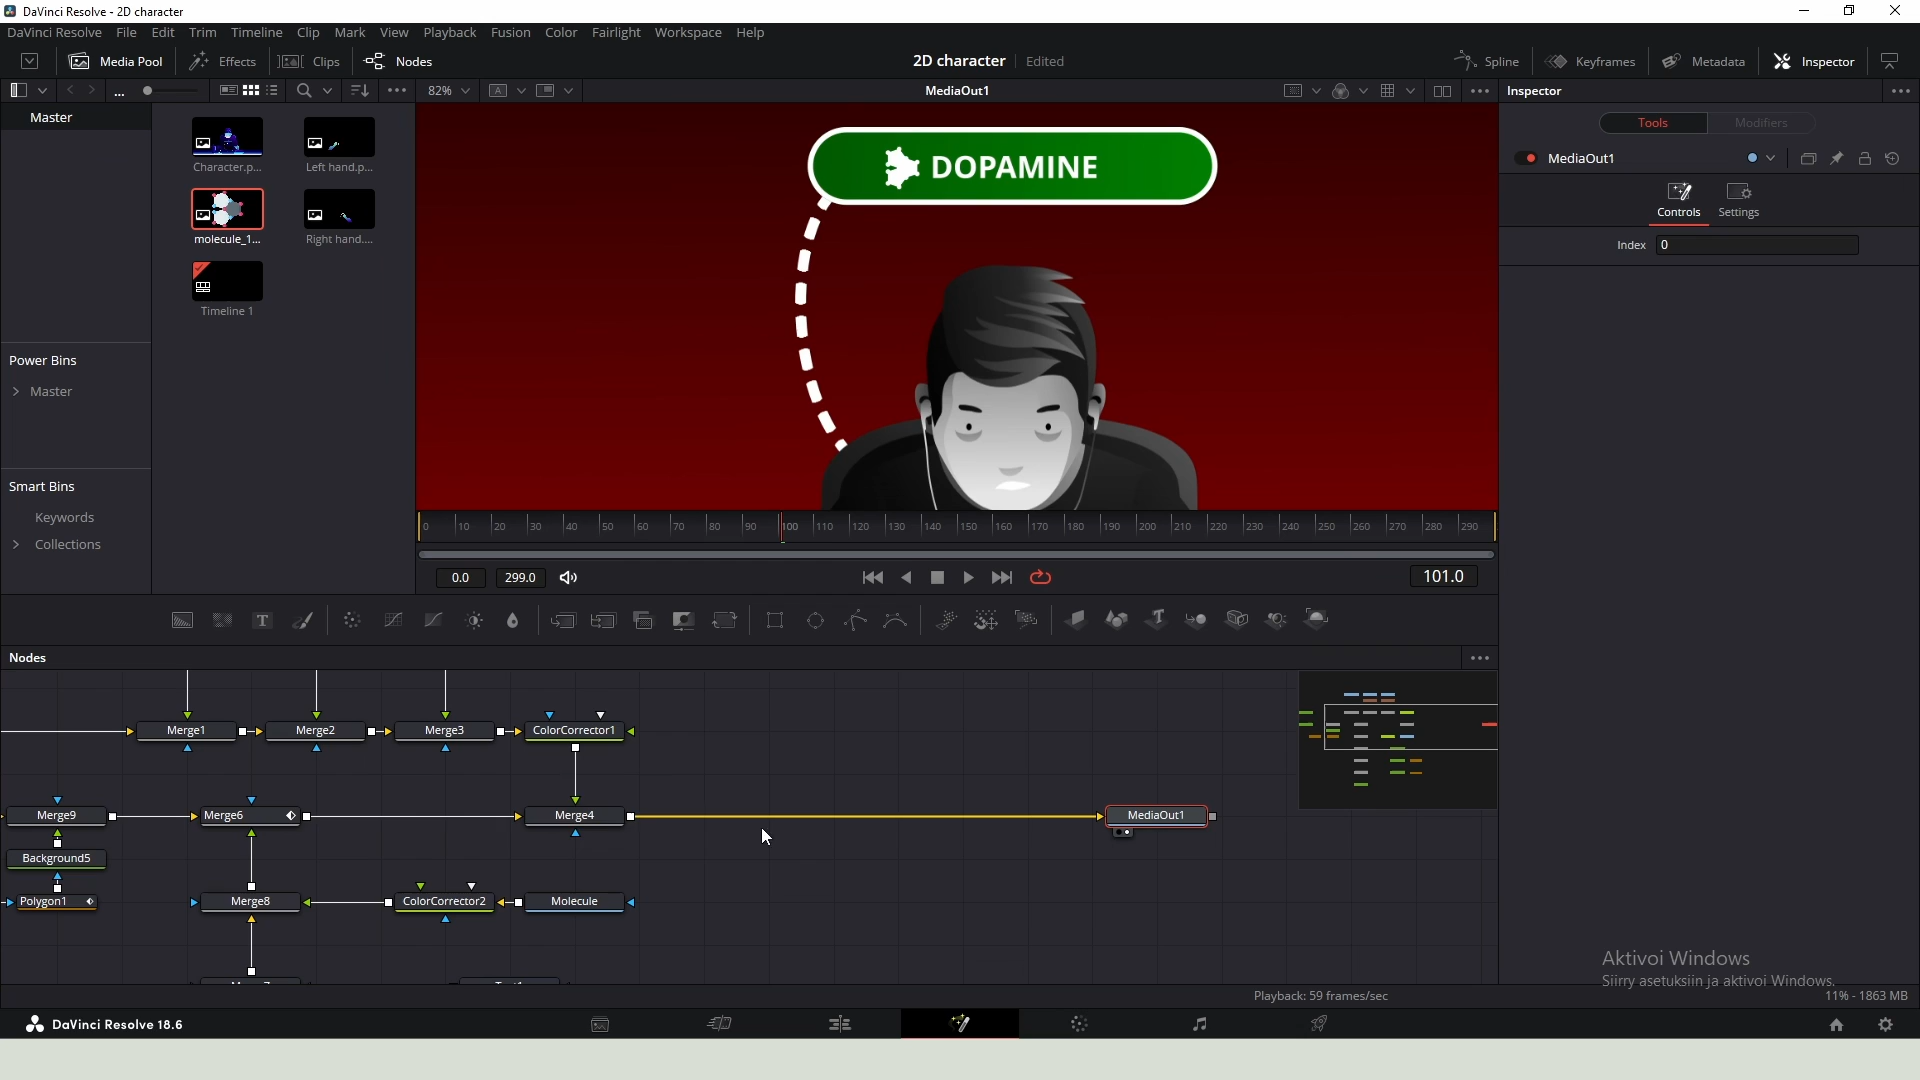 DaVinci Resolve - 2D character
DaVinci Resolve File Edit Trim Timeline Clip Mark View Playback Fusion Color Fairlight Workspace Help
Media Pool Effects Clips Nodes 2D character Edited Spline Keyframes Metadata Inspector
... 82% A MediaOut1 Inspector
Master
Tools Modifiers
MediaOut1
Controls Settings
Index 0
Character.p... Left hand.p...
molecule_1... Right hand....
Timeline 1
Power Bins
Master
Smart Bins
Keywords
Collections
DOPAMINE
0 10 20 30 40 50 60 70 80 90 100 110 120 130 140 150 160 170 180 190 200 210 220 230 240 250 260 270 280 290
0.0 299.0 101.0
T
Nodes
Merge1 Merge2 Merge3 ColorCorrector1
Merge9 Merge6 Merge4 MediaOut1
Background5
Polygon1 Merge8 ColorCorrector2 Molecule
Aktivoi Windows
Siirry asetuksiin ja aktivoi Windows.
Playback: 59 frames/sec 11% - 1863 MB
DaVinci Resolve 18.6